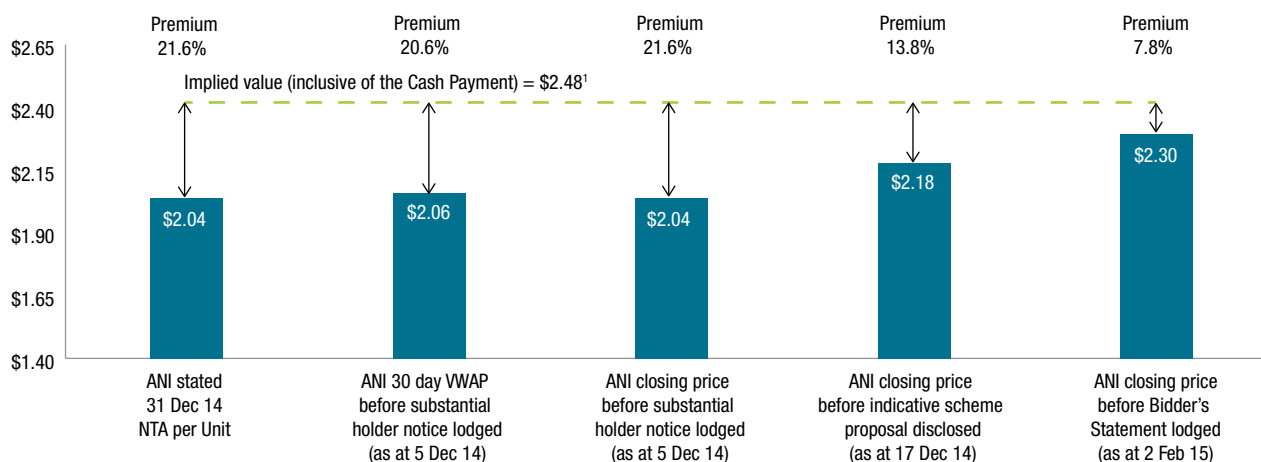 Premium Premium Premium Premium Premium
21.6% 20.6% 21.6% 13.8% 7.8%
$2.65
Implied value (inclusive of the Cash Payment) = $2.48¹
$2.40
$2.15
$1.90
$1.65
$1.40
$2.04
$2.06
$2.04
$2.18
$2.30
ANI stated
31 Dec 14
NTA per Unit
ANI 30 day VWAP
before substantial
holder notice lodged
(as at 5 Dec 14)
ANI closing price
before substantial
holder notice lodged
(as at 5 Dec 14)
ANI closing price
before indicative scheme
proposal disclosed
(as at 17 Dec 14)
ANI closing price
before Bidder's
Statement lodged
(as at 2 Feb 15)